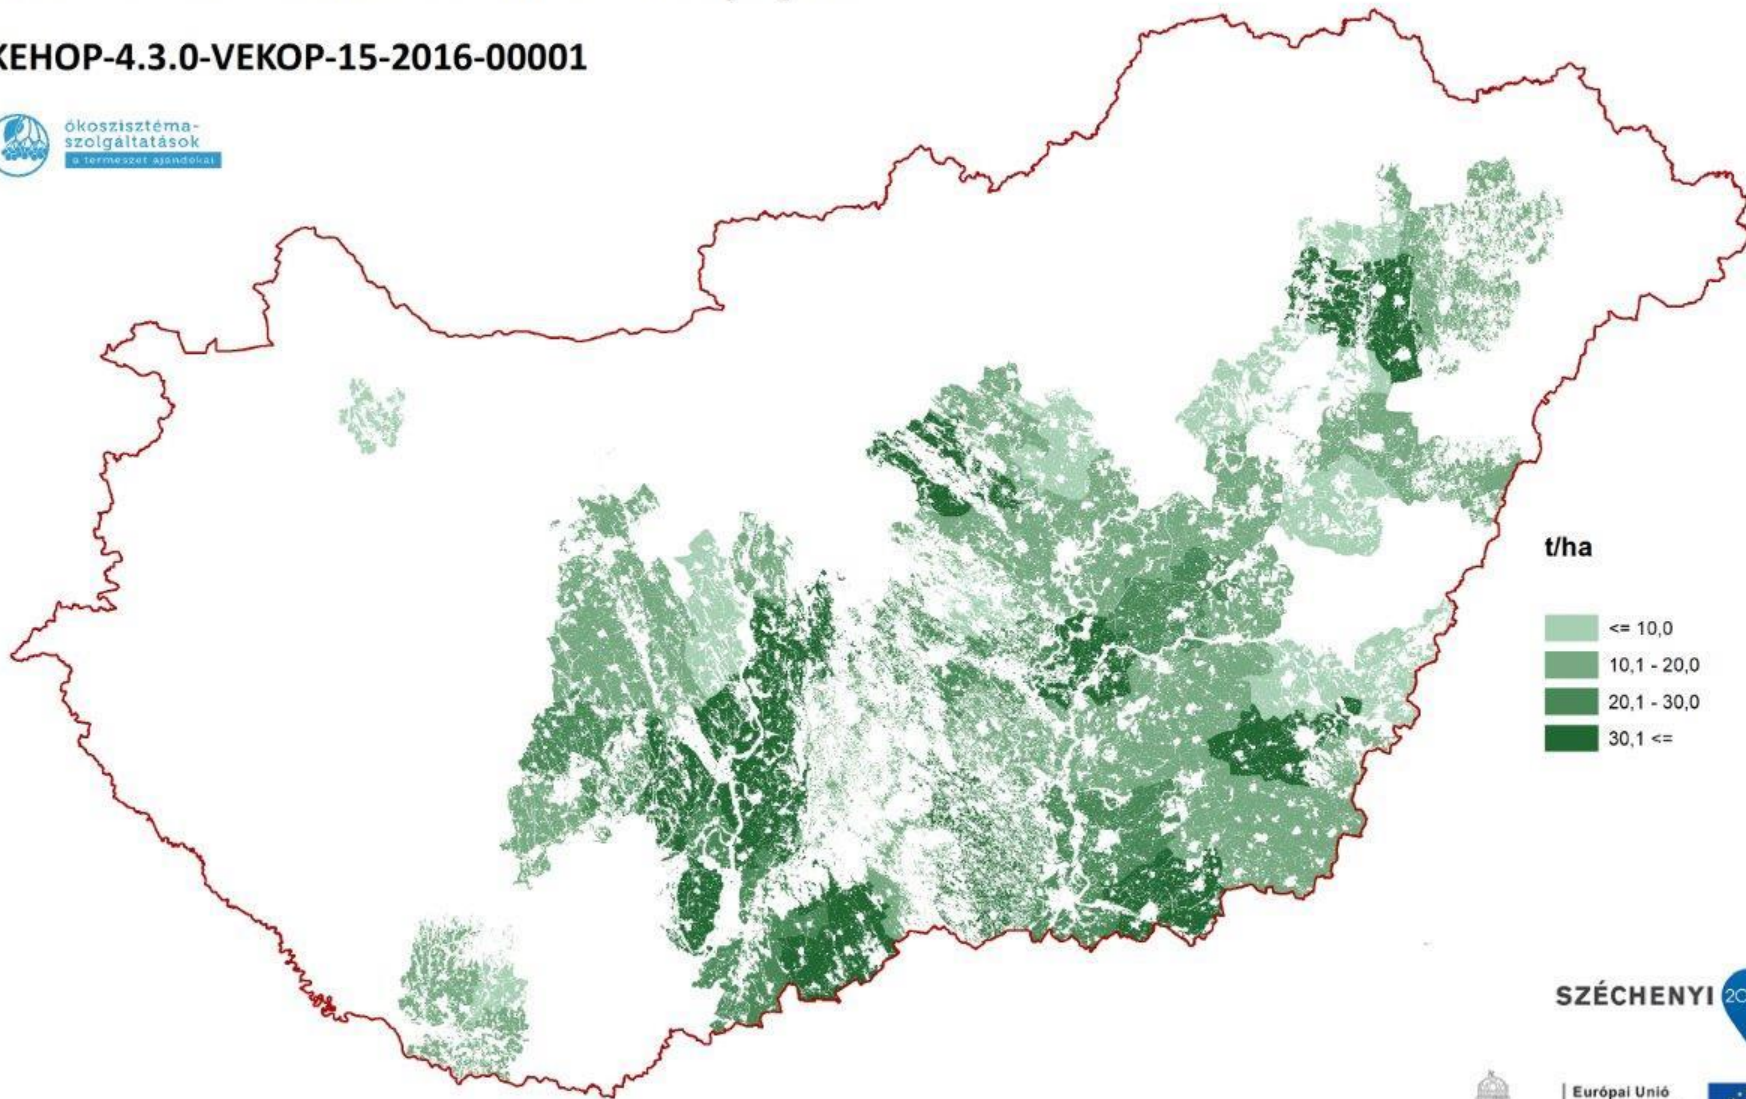 KEHOP-4.3.0-VEKOP-15-2016-00001
ökoszisztéma-
szolgáltatások
a természet ajándékai
t/ha
<= 10,0
10,1 - 20,0
20,1 - 30,0
30,1 <=
SZÉCHENYI
Európai Unió